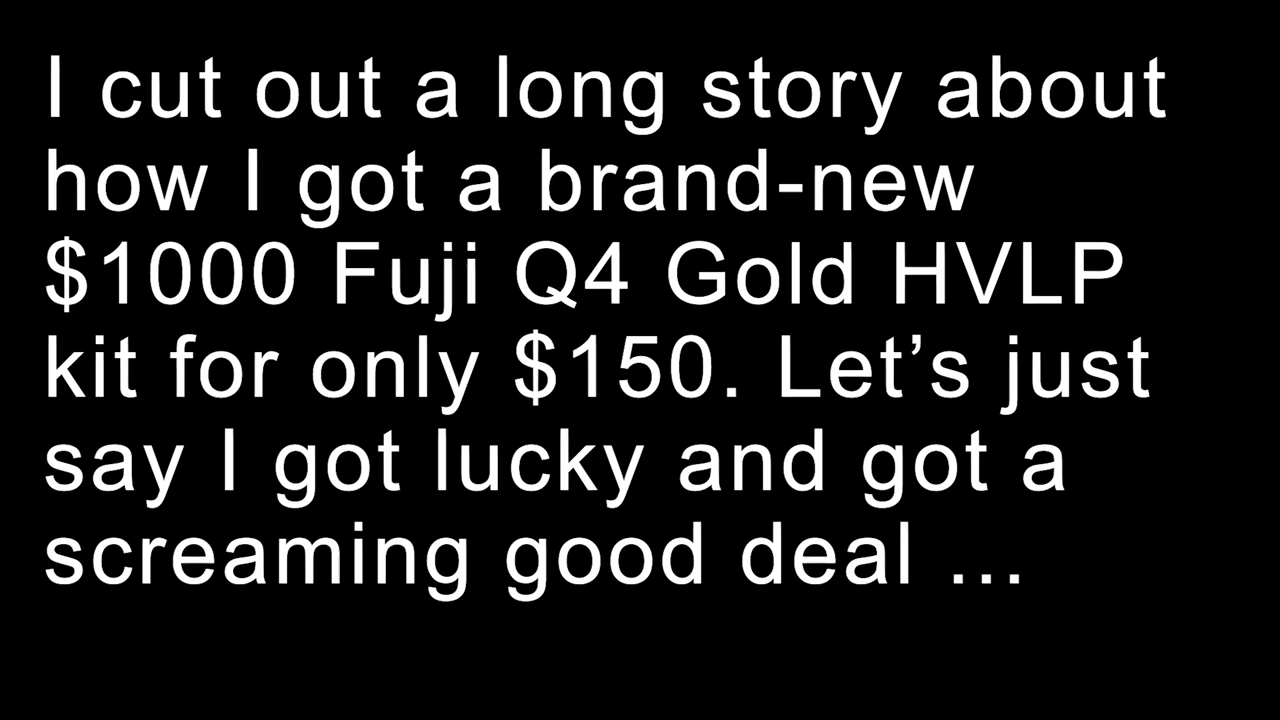 I cut out a long story about
how I got a brand-new
$1000 Fuji Q4 Gold HVLP
kit for only $150. Let’s just
say I got lucky and got a
screaming good deal ...